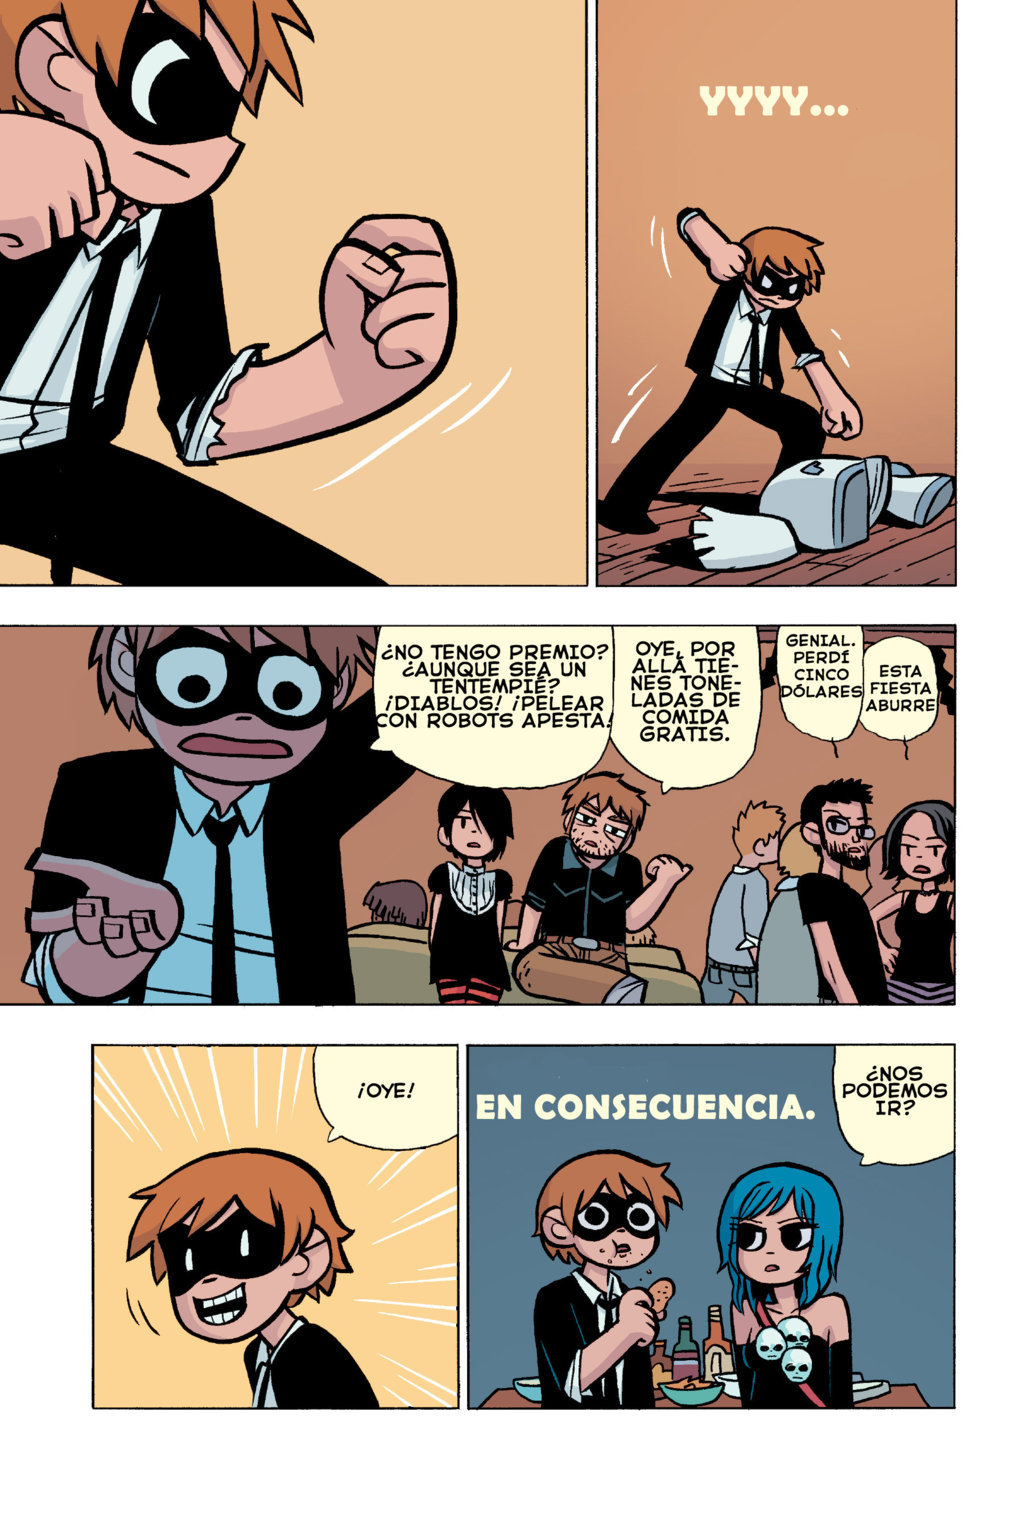 YYYY...
¿NO TENGO PREMIO?
¿AUNQUE SEA UN
TENTEMPIÉ?
¡DIABLOS! ¡PELEAR
CON ROBOTS APESTA!
OYE, POR
ALLÁ TIE-
NES TONE-
LADAS DE
COMIDA
GRATIS.
GENIAL.
PERDÍ
CINCO
DÓLARES
ESTA
FIESTA
ABURRE
¡OYE!
EN CONSECUENCIA.
¿NOS
PODEMOS
IR?